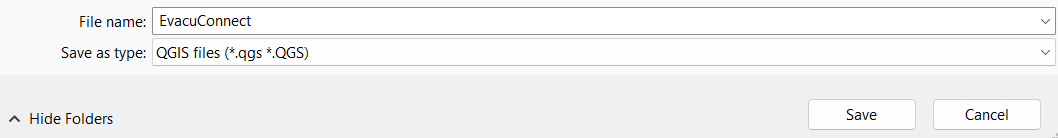 File name: EvacuConnect
Save as type: QGIS files (*.qgs *.QGS)
Hide Folders Save Cancel